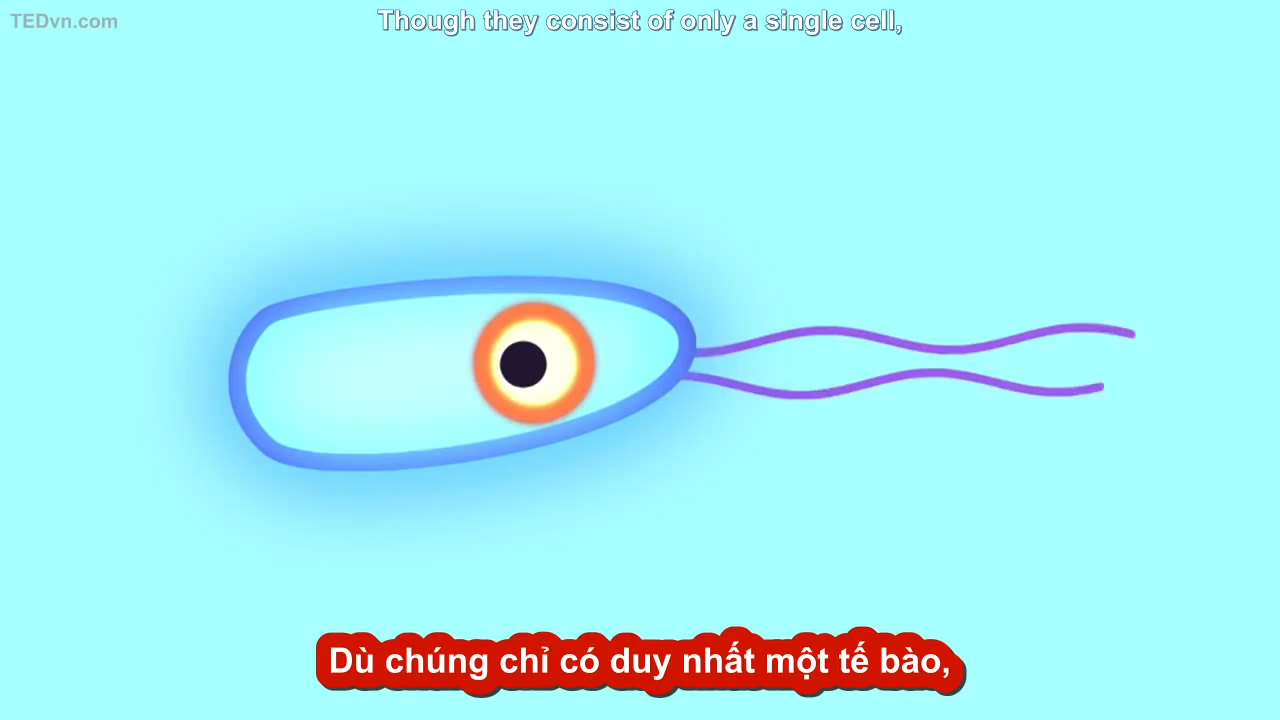 TEDvn.com
Though they consist of only a single cell,
Dù chúng chỉ có duy nhất một tế bào,